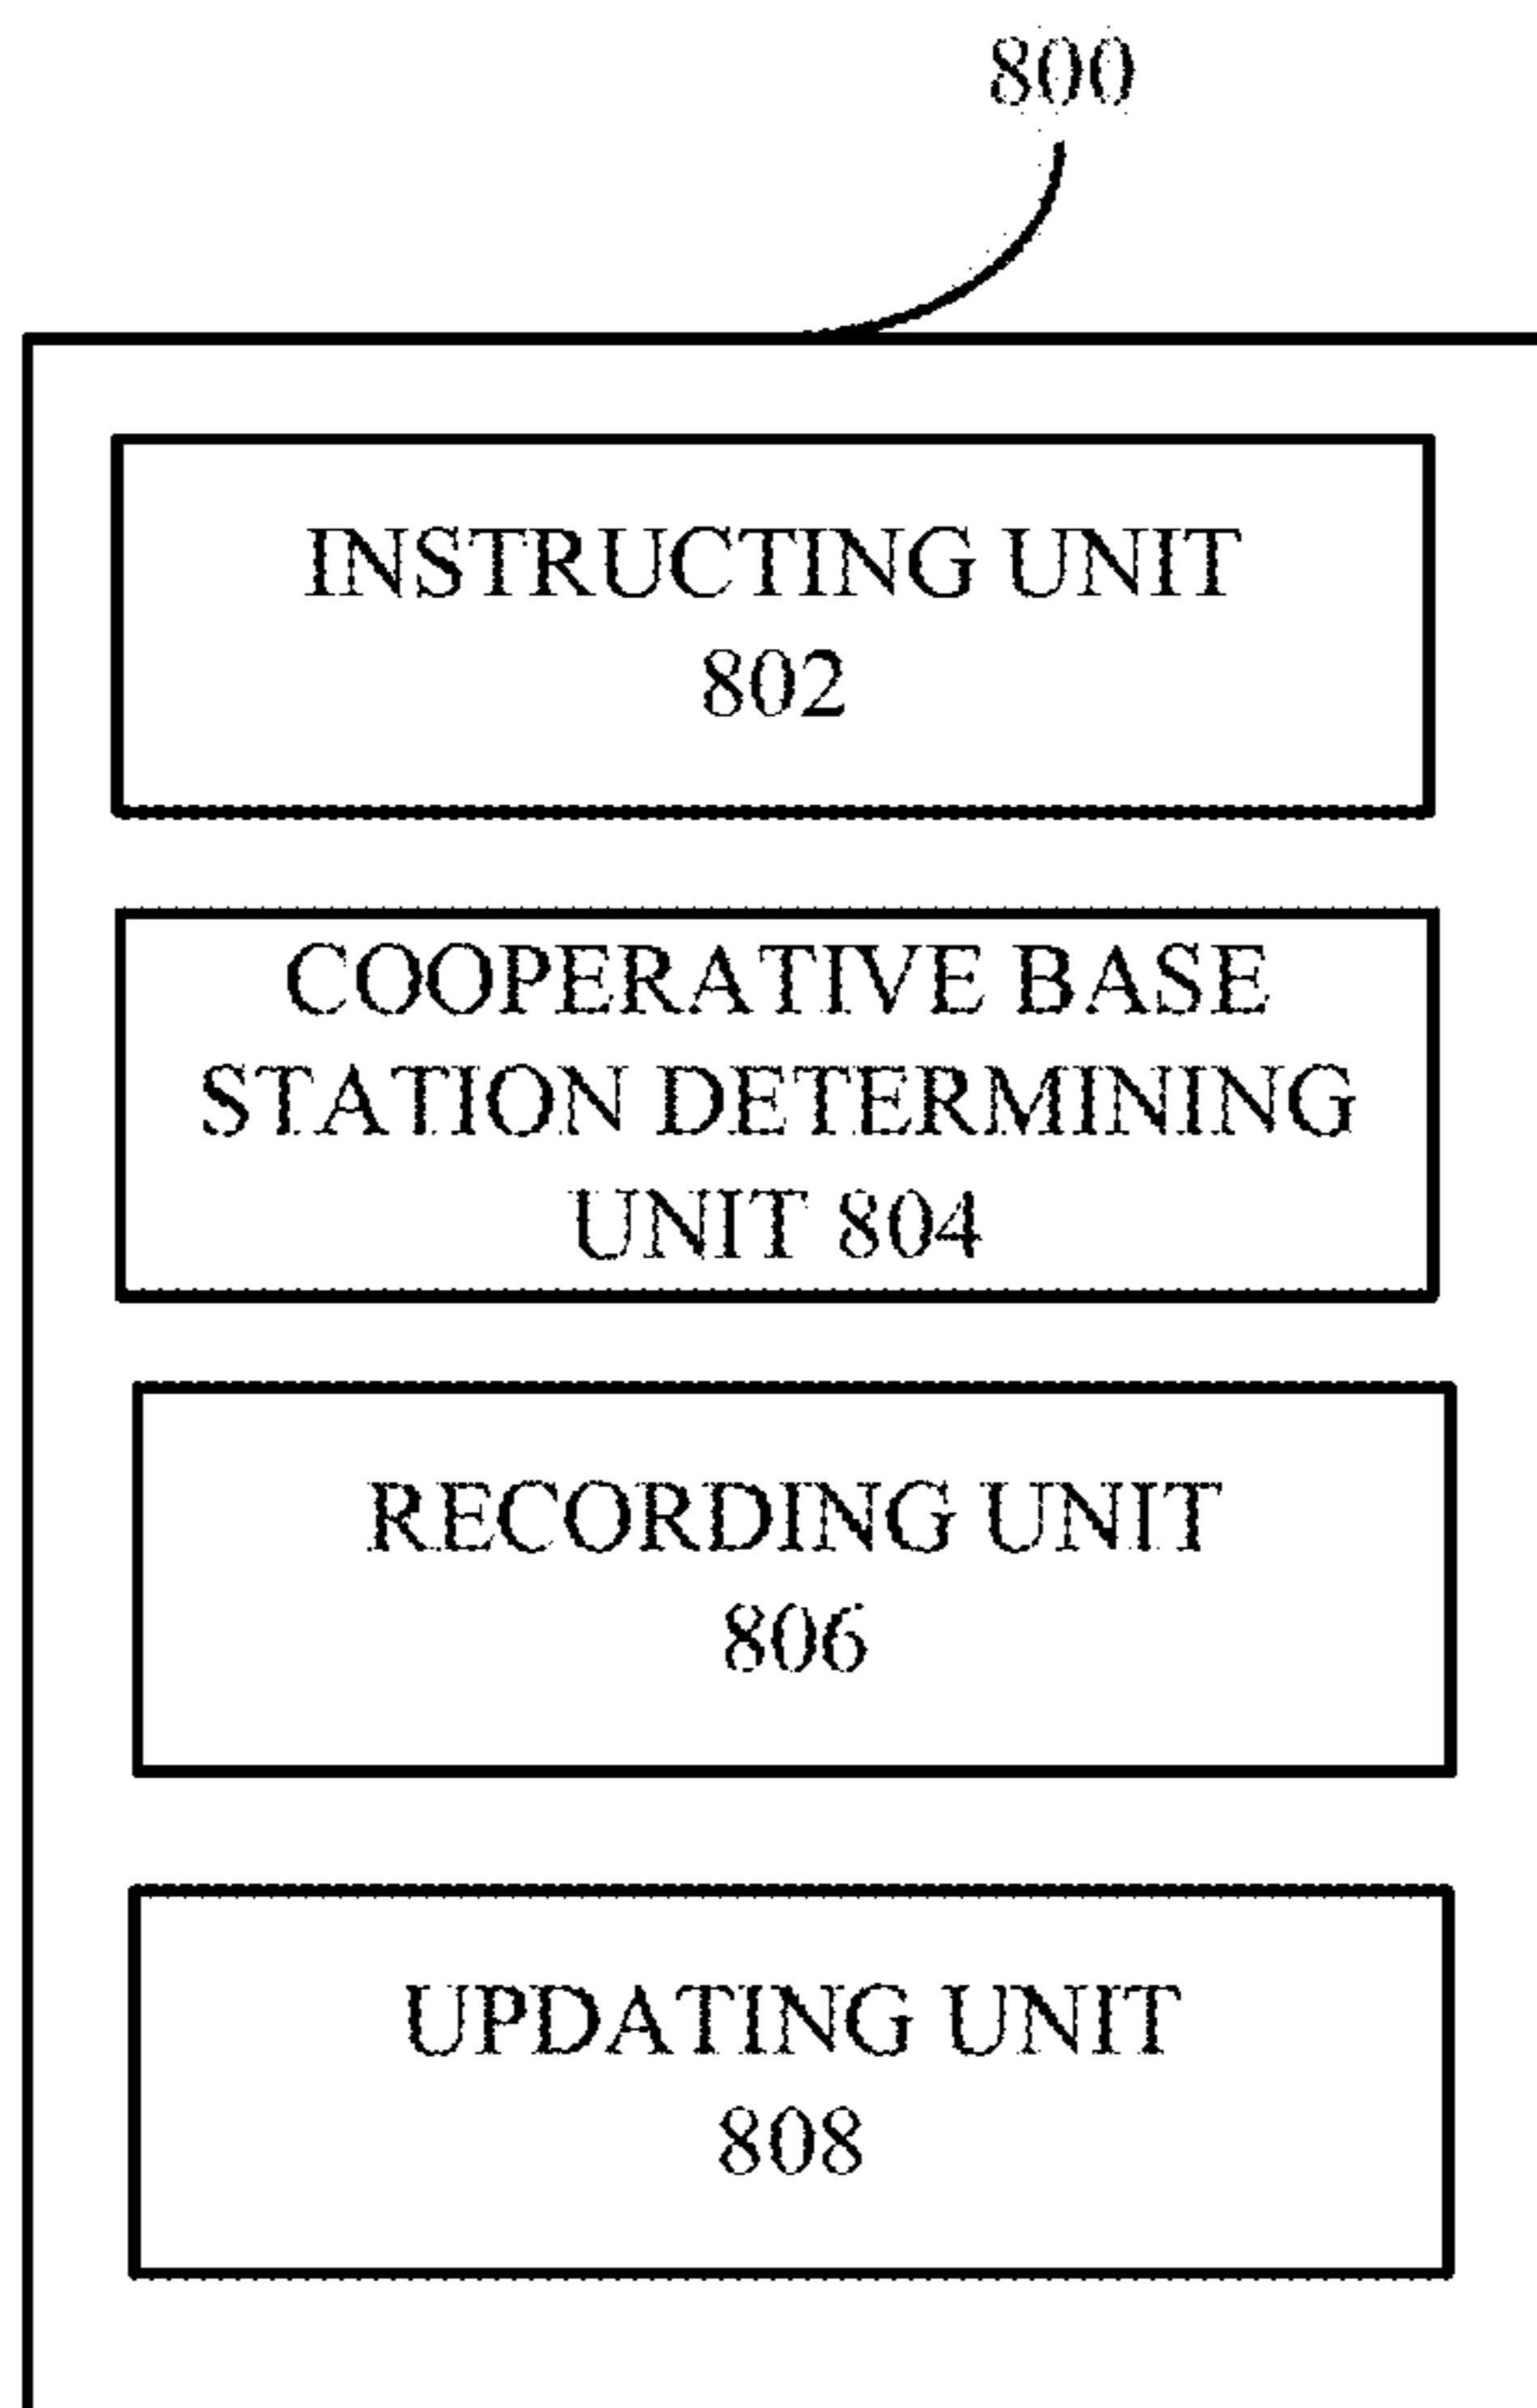 800
INSTRUCTING UNIT
802
COOPERATIVE BASE
STATION DETERMINING
UNIT 804
RECORDING UNIT
806
UPDATING UNIT
808